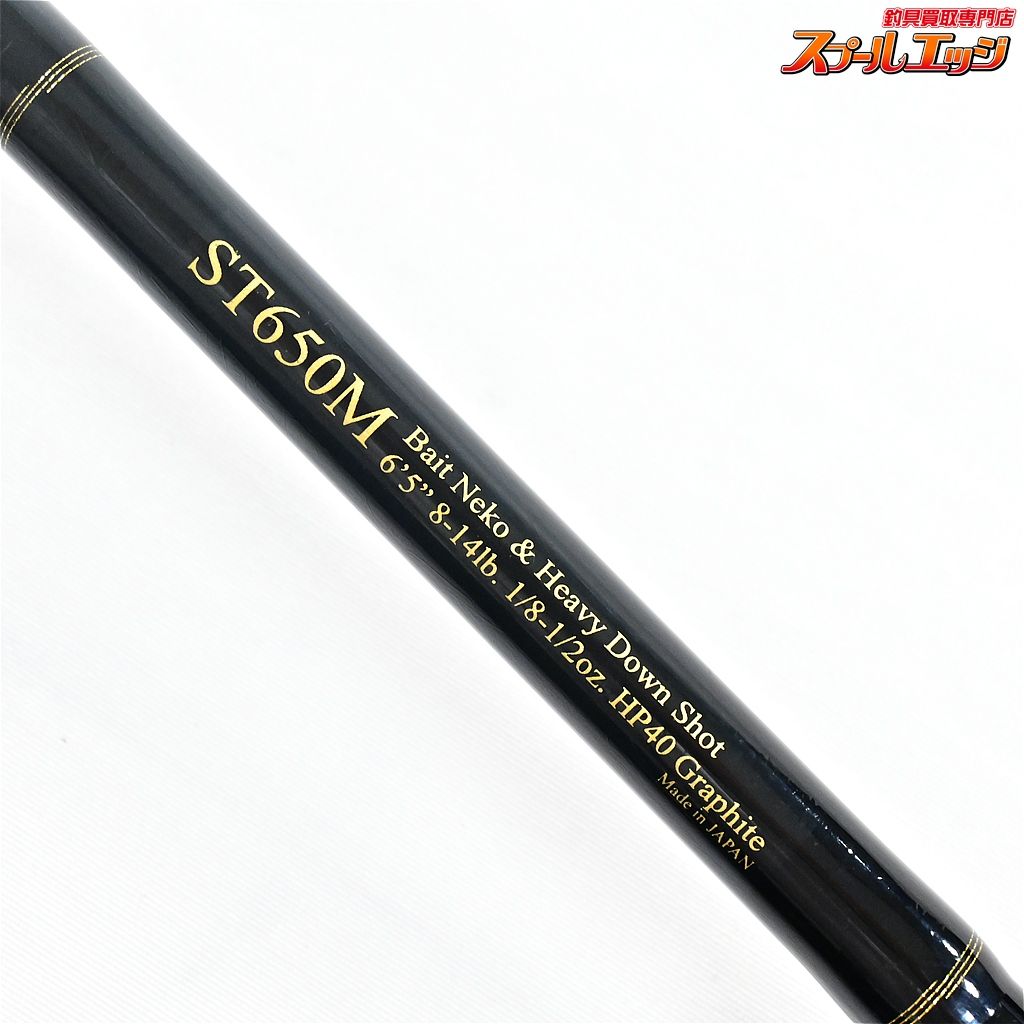 釣具買取専門店
スプールエッジ
ST650M
Bait Neko & Heavy Down Shot
6'5" 8-14lb. 1/8-1/2oz. HP40 Graphite
Made in JAPAN